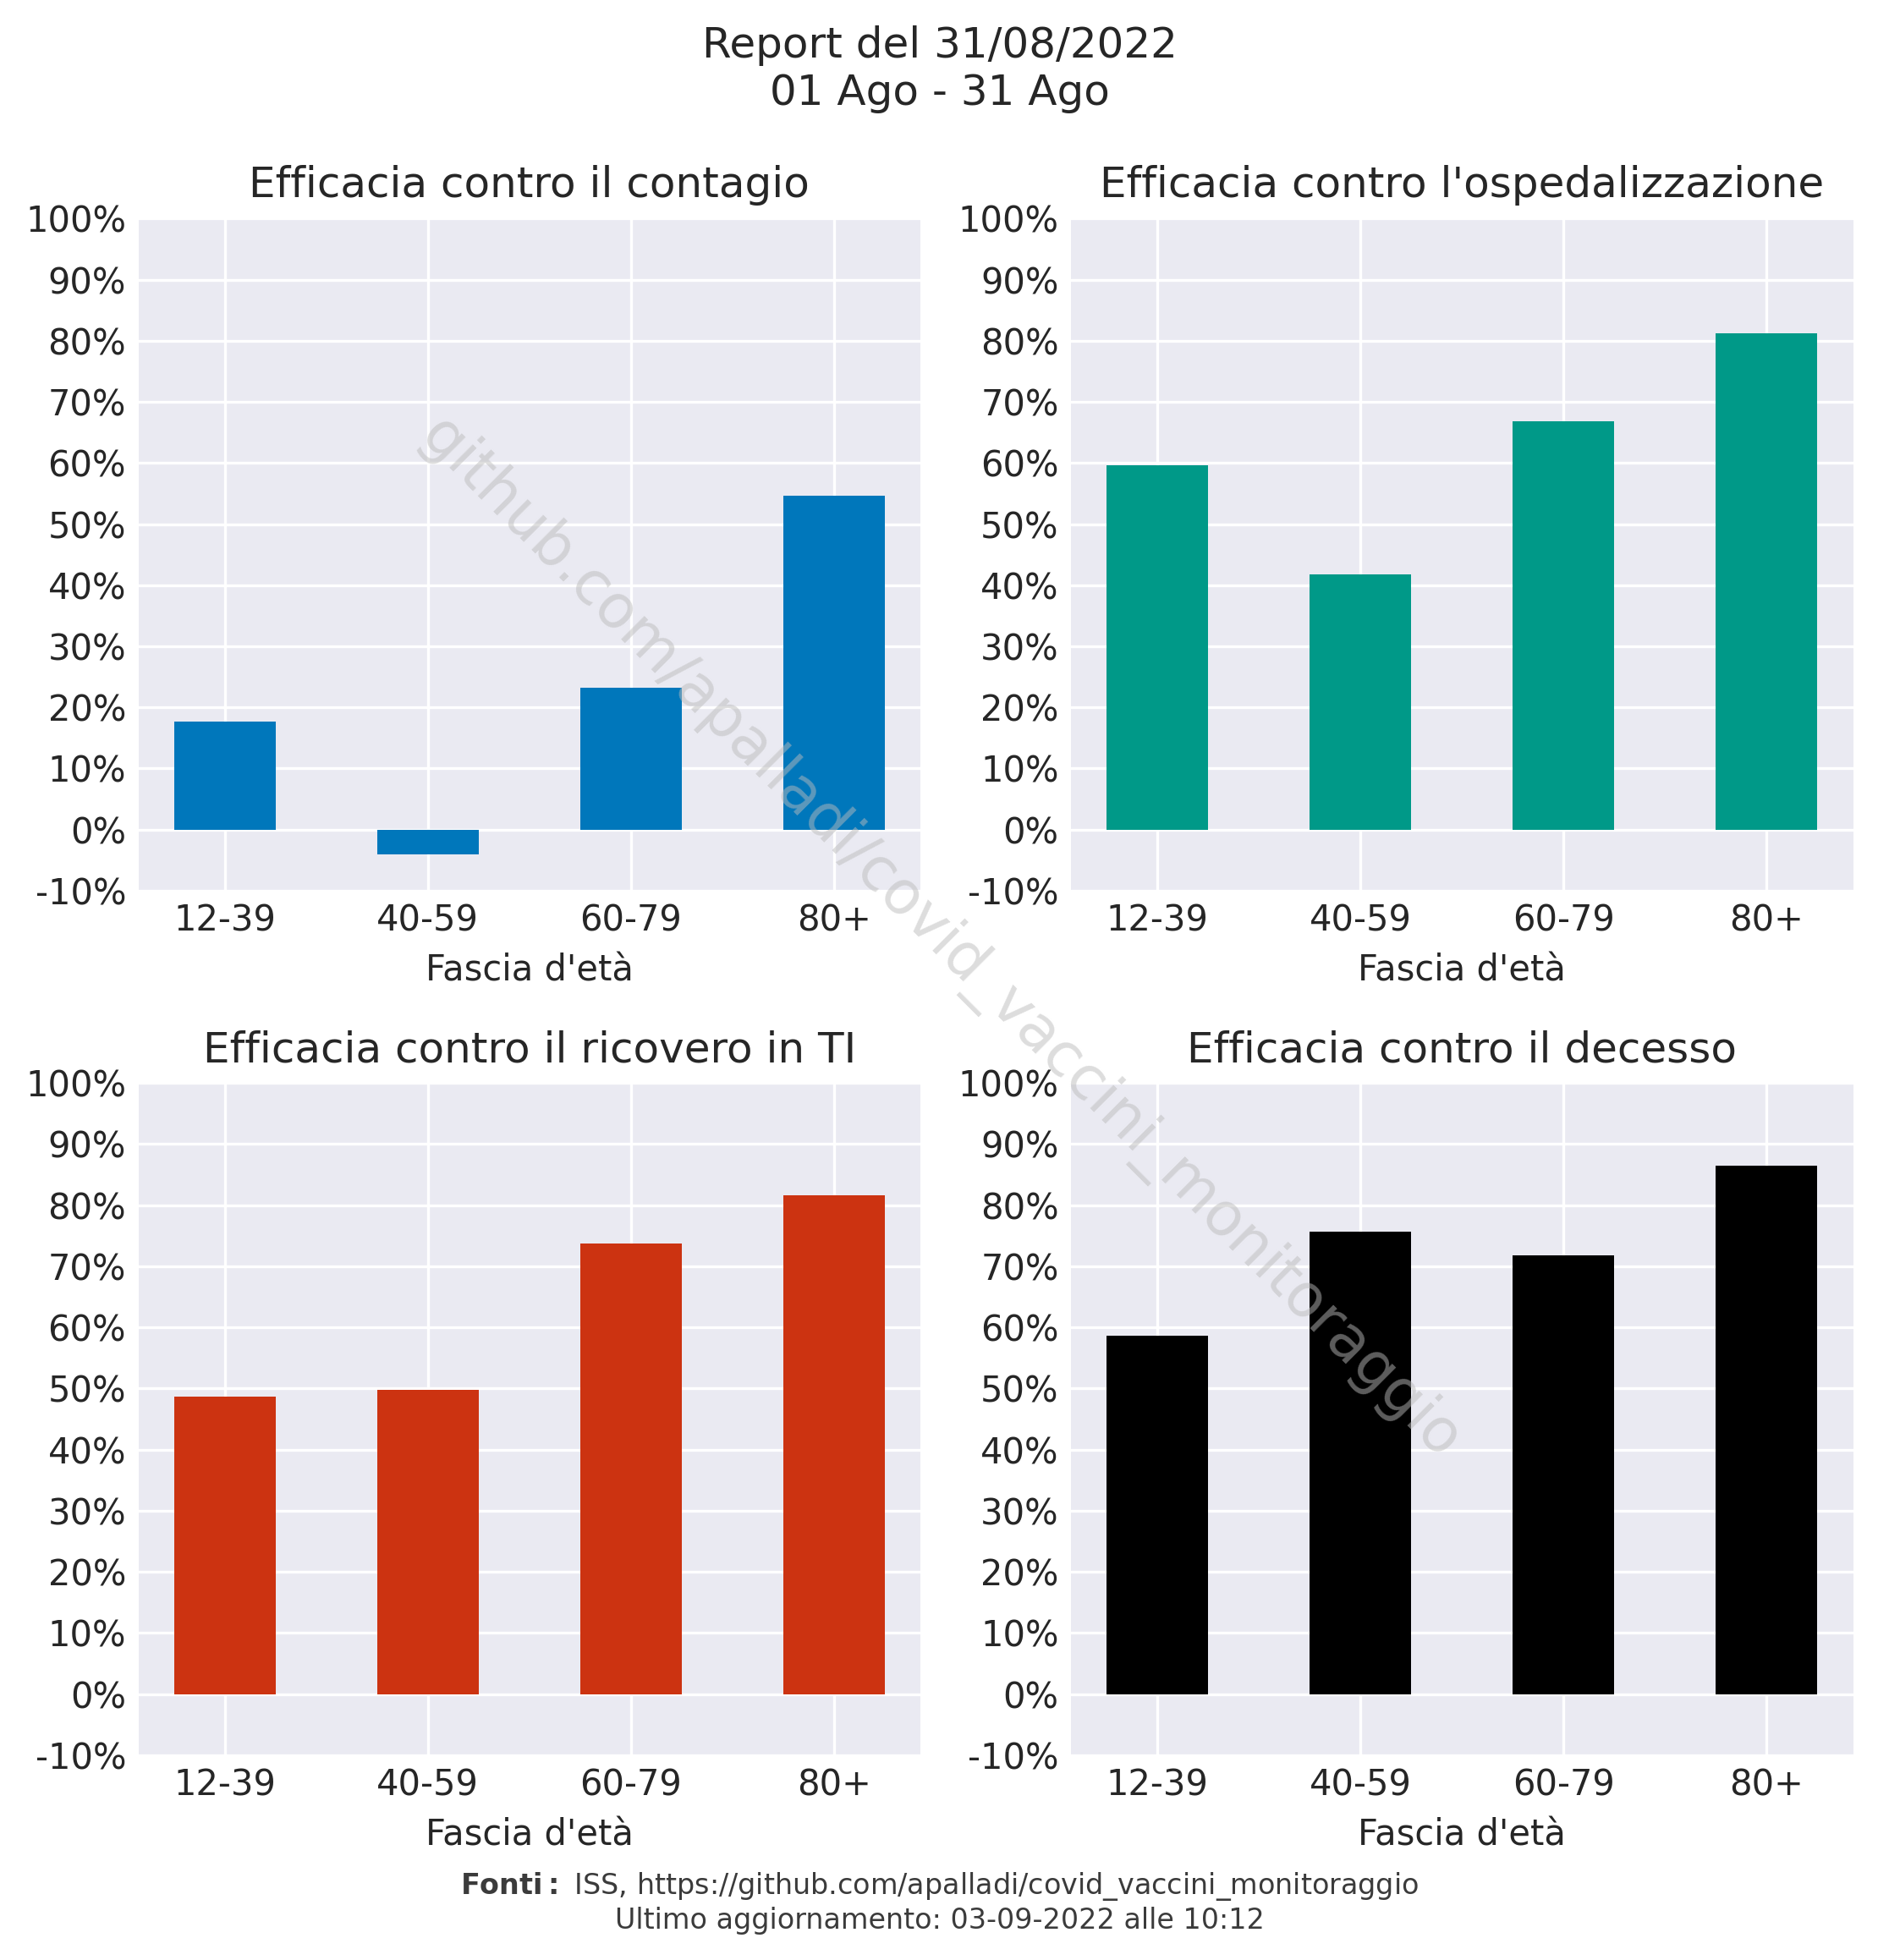 Report del 31/08/2022
01 Ago - 31 Ago
Efficacia contro il contagio
100%
90%
80%
70%
60%
50%
40%
30%
20%
10%
0%
-10%
12-39 40-59 60-79 80+
Fascia d'età
Efficacia contro l'ospedalizzazione
100%
90%
80%
70%
60%
50%
40%
30%
20%
10%
0%
-10%
12-39 40-59 60-79 80+
Fascia d'età
Efficacia contro il ricovero in TI
100%
90%
80%
70%
60%
50%
40%
30%
20%
10%
0%
-10%
12-39 40-59 60-79 80+
Fascia d'età
Efficacia contro il decesso
100%
90%
80%
70%
60%
50%
40%
30%
20%
10%
0%
-10%
12-39 40-59 60-79 80+
Fascia d'età
github.com/apalladi/covid_vaccini_monitoraggio
Fonti: ISS, https://github.com/apalladi/covid_vaccini_monitoraggio
Ultimo aggiornamento: 03-09-2022 alle 10:12